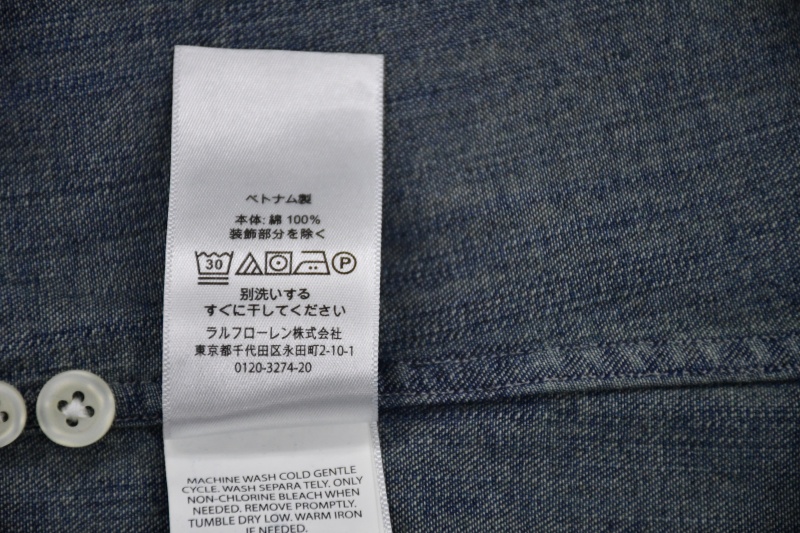 ベトナム製
本体: 綿 100%
装飾部分を除く
30 P
別洗いする
すぐに干してください
ラルフローレン株式会社
東京都千代田区永田町2-10-1
0120-3274-20
MACHINE WASH COLD GENTLE
CYCLE. WASH SEPARA TELY. ONLY
NON-CHLORINE BLEACH WHEN
NEEDED. REMOVE PROMPTLY.
TUMBLE DRY LOW. WARM IRON
IF NEEDED.